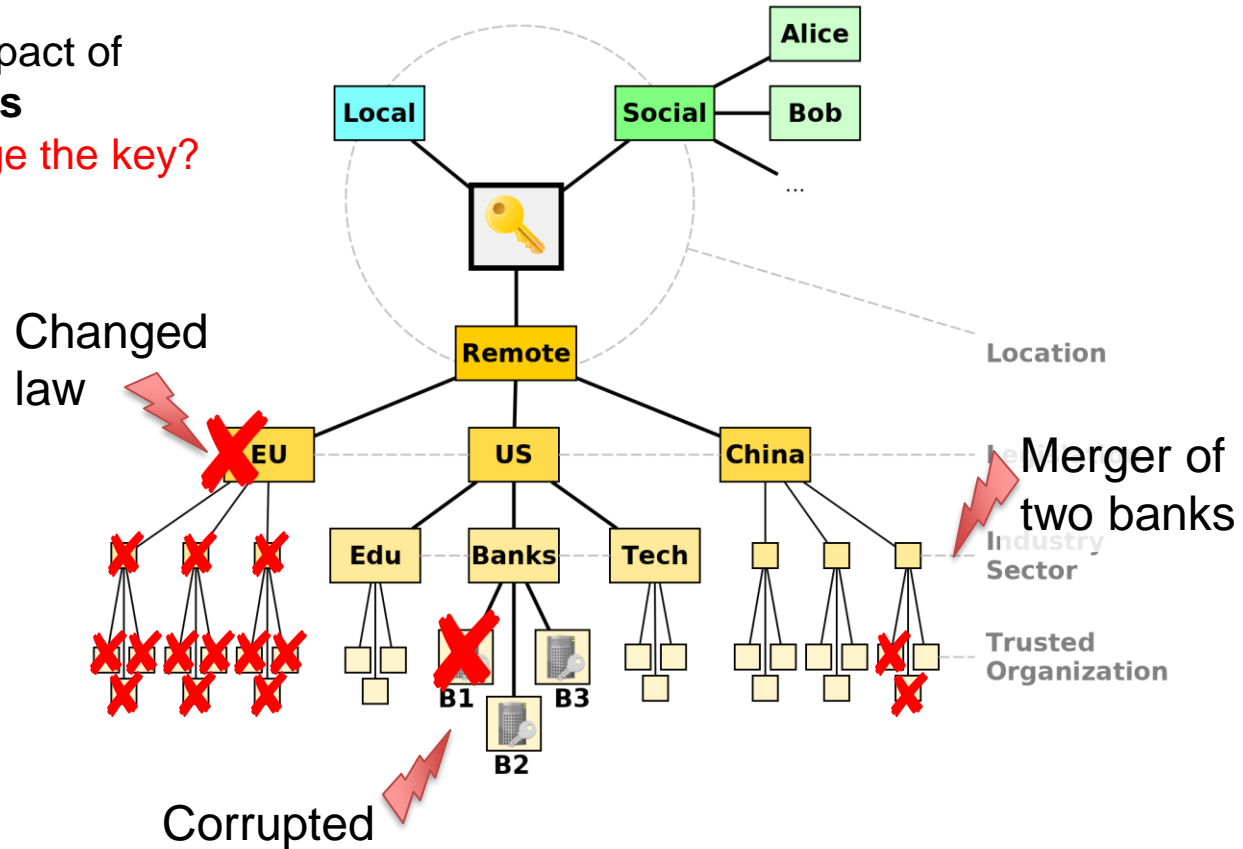 pact of
s
ge the key?
Alice
Local
Social
Bob
...
Changed
law
Remote
Location
EU
US
China
Merger of
two banks
Edu
Banks
Tech
Industry
Sector
Trusted
Organization
B1
B3
B2
Corrupted